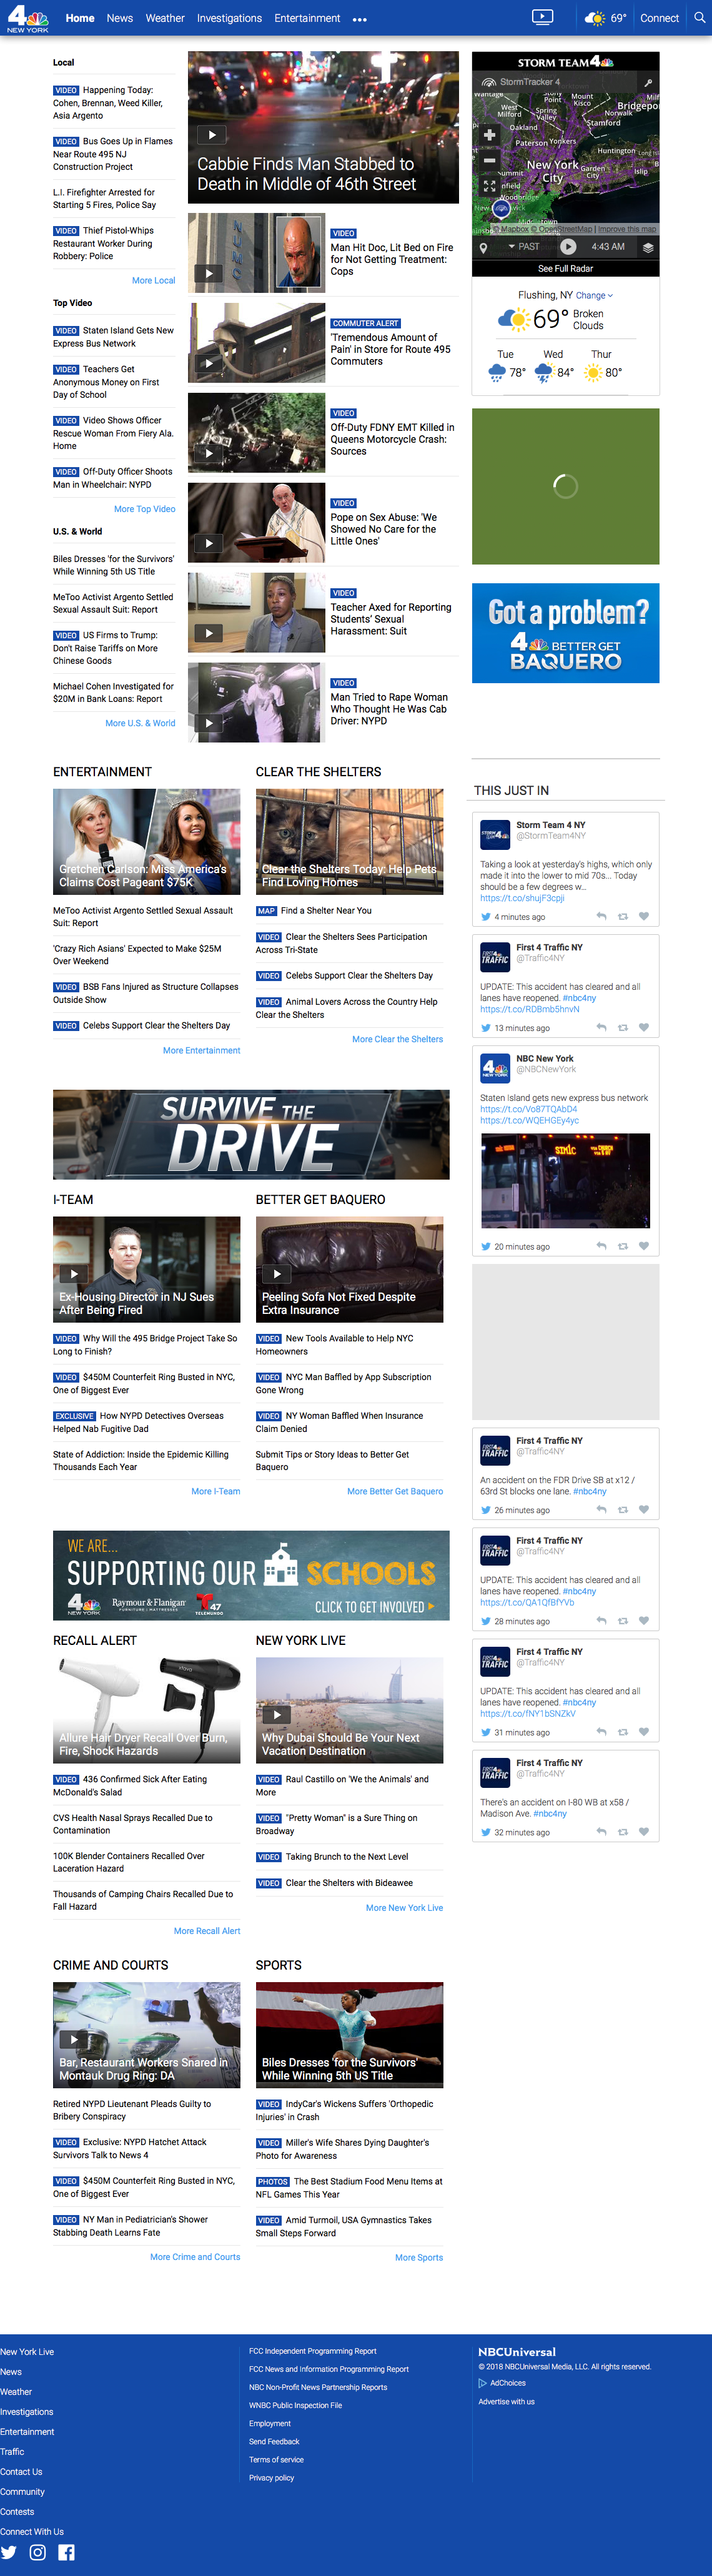 4
NEW YORK
Home News Weather Investigations Entertainment ••• 69° Connect
Local
VIDEO Happening Today:
Cohen, Brennan, Weed Killer,
Asia Argento
VIDEO Bus Goes Up in Flames
Near Route 495 NJ
Construction Project
L.I. Firefighter Arrested for
Starting 5 Fires, Police Say
VIDEO Thief Pistol-Whips
Restaurant Worker During
Robbery: Police
More Local
Top Video
VIDEO Staten Island Gets New
Express Bus Network
VIDEO Teachers Get
Anonymous Money on First
Day of School
VIDEO Video Shows Officer
Rescue Woman From Fiery Ala.
Home
VIDEO Off-Duty Officer Shoots
Man in Wheelchair: NYPD
More Top Video
U.S. & World
Biles Dresses 'for the Survivors'
While Winning 5th US Title
MeToo Activist Argento Settled
Sexual Assault Suit: Report
VIDEO US Firms to Trump:
Don't Raise Tariffs on More
Chinese Goods
Michael Cohen Investigated for
$20M in Bank Loans: Report
More U.S. & World
Cabbie Finds Man Stabbed to
Death in Middle of 46th Street
VIDEO
Man Hit Doc, Lit Bed on Fire
for Not Getting Treatment:
Cops
COMMUTER ALERT
'Tremendous Amount of
Pain' in Store for Route 495
Commuters
VIDEO
Off-Duty FDNY EMT Killed in
Queens Motorcycle Crash:
Sources
VIDEO
Pope on Sex Abuse: 'We
Showed No Care for the
Little Ones'
VIDEO
Teacher Axed for Reporting
Students' Sexual
Harassment: Suit
VIDEO
Man Tried to Rape Woman
Who Thought He Was Cab
Driver: NYPD
STORM TEAM 4
StormTracker 4
Mount
Kisco
West
Milford
Spring
Valley
Norwalk
Bridgepor
Stamford
Oakland
Paterson Yonkers
Huntington
New York
City
Garden
City
Islip
© Mapbox © OpenStreetMap | Improve this map
PAST 4:43 AM
See Full Radar
Flushing, NY Change
69° Broken
Clouds
Tue Wed Thur
78° 84° 80°
Got a problem?
4 BETTER GET
BAQUERO
ENTERTAINMENT
Gretchen Carlson: Miss America's
Claims Cost Pageant $75K
MeToo Activist Argento Settled Sexual Assault
Suit: Report
'Crazy Rich Asians' Expected to Make $25M
Over Weekend
VIDEO BSB Fans Injured as Structure Collapses
Outside Show
VIDEO Celebs Support Clear the Shelters Day
More Entertainment
CLEAR THE SHELTERS
Clear the Shelters Today: Help Pets
Find Loving Homes
MAP Find a Shelter Near You
VIDEO Clear the Shelters Sees Participation
Across Tri-State
VIDEO Celebs Support Clear the Shelters Day
VIDEO Animal Lovers Across the Country Help
Clear the Shelters
More Clear the Shelters
SURVIVE THE
DRIVE
I-TEAM
Ex-Housing Director in NJ Sues
After Being Fired
VIDEO Why Will the 495 Bridge Project Take So
Long to Finish?
VIDEO $450M Counterfeit Ring Busted in NYC,
One of Biggest Ever
EXCLUSIVE How NYPD Detectives Overseas
Helped Nab Fugitive Dad
State of Addiction: Inside the Epidemic Killing
Thousands Each Year
More I-Team
BETTER GET BAQUERO
Peeling Sofa Not Fixed Despite
Extra Insurance
VIDEO New Tools Available to Help NYC
Homeowners
VIDEO NYC Man Baffled by App Subscription
Gone Wrong
VIDEO NY Woman Baffled When Insurance
Claim Denied
Submit Tips or Story Ideas to Better Get
Baquero
More Better Get Baquero
WE ARE...
SUPPORTING OUR SCHOOLS
4 NEW YORK Raymour & Flanigan FURNITURE | MATTRESSES 47 TELEMUNDO CLICK TO GET INVOLVED
RECALL ALERT
Allure Hair Dryer Recall Over Burn,
Fire, Shock Hazards
VIDEO 436 Confirmed Sick After Eating
McDonald's Salad
CVS Health Nasal Sprays Recalled Due to
Contamination
100K Blender Containers Recalled Over
Laceration Hazard
Thousands of Camping Chairs Recalled Due to
Fall Hazard
More Recall Alert
NEW YORK LIVE
Why Dubai Should Be Your Next
Vacation Destination
VIDEO Raul Castillo on 'We the Animals' and
More
VIDEO "Pretty Woman" is a Sure Thing on
Broadway
VIDEO Taking Brunch to the Next Level
VIDEO Clear the Shelters with Bideawee
More New York Live
CRIME AND COURTS
Bar, Restaurant Workers Snared in
Montauk Drug Ring: DA
Retired NYPD Lieutenant Pleads Guilty to
Bribery Conspiracy
VIDEO Exclusive: NYPD Hatchet Attack
Survivors Talk to News 4
VIDEO $450M Counterfeit Ring Busted in NYC,
One of Biggest Ever
VIDEO NY Man in Pediatrician's Shower
Stabbing Death Learns Fate
More Crime and Courts
SPORTS
Biles Dresses 'for the Survivors'
While Winning 5th US Title
VIDEO IndyCar's Wickens Suffers 'Orthopedic
Injuries' in Crash
VIDEO Miller's Wife Shares Dying Daughter's
Photo for Awareness
PHOTOS The Best Stadium Food Menu Items at
NFL Games This Year
VIDEO Amid Turmoil, USA Gymnastics Takes
Small Steps Forward
More Sports
THIS JUST IN
Storm Team 4 NY
@StormTeam4NY
Taking a look at yesterday's highs, which only
made it into the lower to mid 70s... Today
should be a few degrees w...
https://t.co/shujF3cpji
4 minutes ago
First 4 Traffic NY
@Traffic4NY
UPDATE: This accident has cleared and all
lanes have reopened. #nbc4ny
https://t.co/RDBmb5hnvN
13 minutes ago
NBC New York
@NBCNewYork
Staten Island gets new express bus network
https://t.co/Vo87TQAbD4
https://t.co/WQEHGEy4yc
SIM1C
20 minutes ago
First 4 Traffic NY
@Traffic4NY
An accident on the FDR Drive SB at x12 /
63rd St blocks one lane. #nbc4ny
26 minutes ago
First 4 Traffic NY
@Traffic4NY
UPDATE: This accident has cleared and all
lanes have reopened. #nbc4ny
https://t.co/QA1QfBfYVb
28 minutes ago
First 4 Traffic NY
@Traffic4NY
UPDATE: This accident has cleared and all
lanes have reopened. #nbc4ny
https://t.co/fNY1bSNZkV
31 minutes ago
First 4 Traffic NY
@Traffic4NY
There's an accident on I-80 WB at x58 /
Madison Ave. #nbc4ny
32 minutes ago
New York Live
News
Weather
Investigations
Entertainment
Traffic
Contact Us
Community
Contests
Connect With Us
FCC Independent Programming Report
FCC News and Information Programming Report
NBC Non-Profit News Partnership Reports
WNBC Public Inspection File
Employment
Send Feedback
Terms of service
Privacy policy
NBCUniversal
© 2018 NBCUniversal Media, LLC. All rights reserved.
AdChoices
Advertise with us